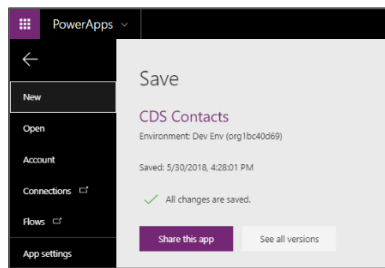 PowerApps
Save
New
CDS Contacts
Environment: Dev Env (org1bc40d69)
Open
Account
Saved: 5/30/2018, 4:28:01 PM
Connections
All changes are saved.
Flows
Share this app
See all versions
App settings